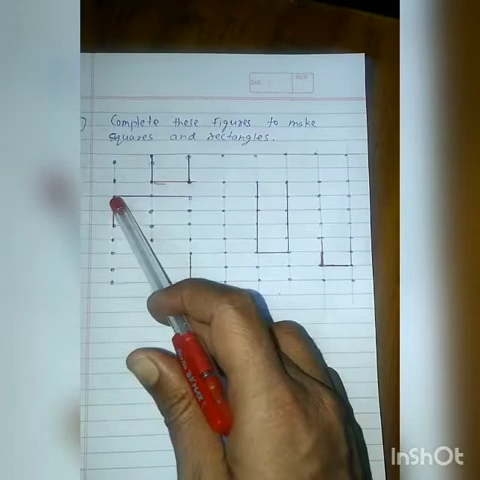 Complete these figures to make
squares and rectangles.
InShOt